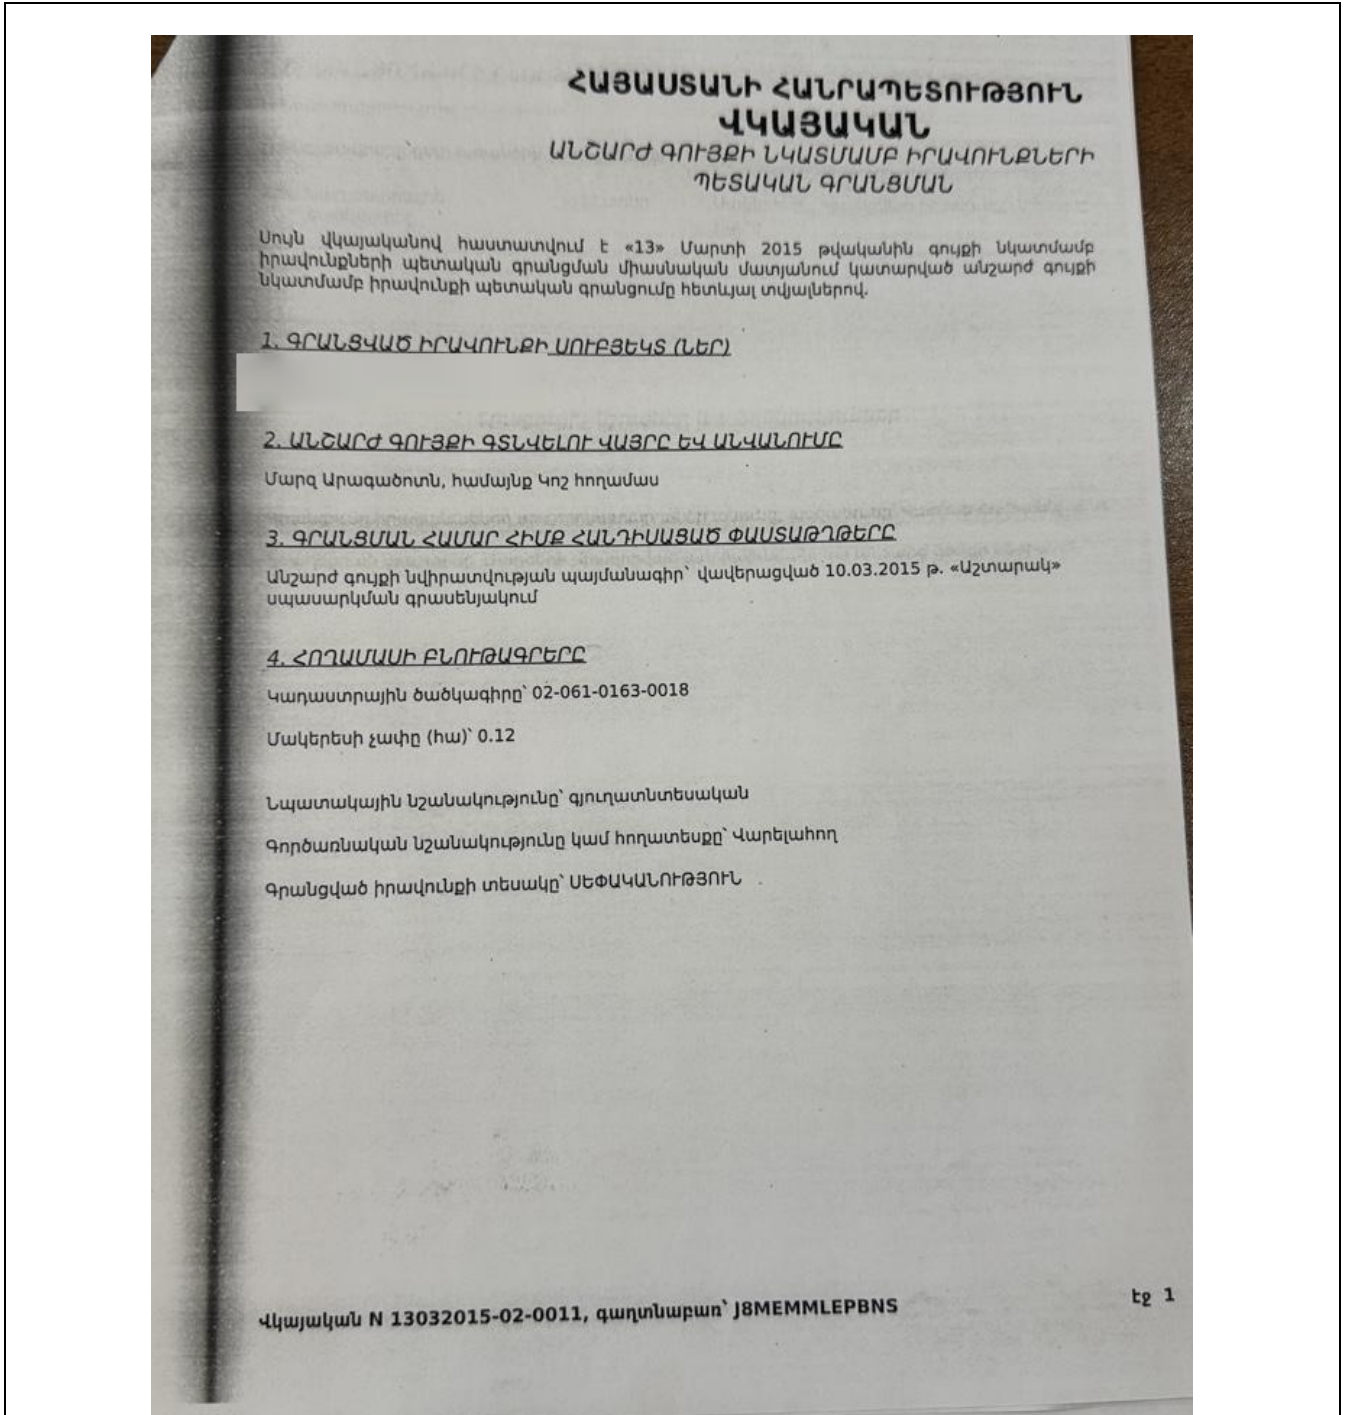 ՀԱՅԱՍՏԱՆԻ ՀԱՆՐԱՊԵՏՈՒԹՅՈՒՆ
ՎԿԱՅԱԿԱՆ
ԱՆՇԱՐԺ ԳՈՒՅՔԻ ՆԿԱՏՄԱՄԲ ԻՐԱՎՈՒՆՔՆԵՐԻ
ՊԵՏԱԿԱՆ ԳՐԱՆՑՄԱՆ
Սույն վկայականով հաստատվում է «13» Մարտի 2015 թվականին գույքի նկատմամբ
իրավունքների պետական գրանցման միասնական մատյանում կատարված անշարժ գույքի
նկատմամբ իրավունքի պետական գրանցումը հետևյալ տվյալներով.
1. ԳՐԱՆՑՎԱԾ ԻՐԱՎՈՒՆՔԻ ՍՈՒԲՅԵԿՏ (ՆԵՐ)
2. ԱՆՇԱՐԺ ԳՈՒՅՔԻ ԳՏՆՎԵԼՈՒ ՎԱՅՐԸ ԵՎ ԱՆՎԱՆՈՒՄԸ
Մարզ Արագածոտն, համայնք Կոշ հողամաս
3. ԳՐԱՆՑՄԱՆ ՀԱՄԱՐ ՀԻՄՔ ՀԱՆԴԻՍԱՑԱԾ ՓԱՍՏԱԹՂԹԵՐԸ
Անշարժ գույքի նվիրատվության պայմանագիր՝ վավերացված 10.03.2015 թ. «Աշտարակ»
սպասարկման գրասենյակում
4. ՀՈՂԱՄԱՍԻ ԲՆՈՒԹԱԳՐԵՐԸ
Կադաստրային ծածկագիրը՝ 02-061-0163-0018
Մակերեսի չափը (հա)՝ 0.12
Նպատակային նշանակությունը՝ գյուղատնտեսական
Գործառնական նշանակությունը կամ հողատեսքը՝ Վարելահող
Գրանցված իրավունքի տեսակը՝ ՍԵՓԱԿԱՆՈՒԹՅՈՒՆ
Վկայական N 13032015-02-0011, գաղտնաբառ՝ J8MEMMLEPBNS
էջ 1